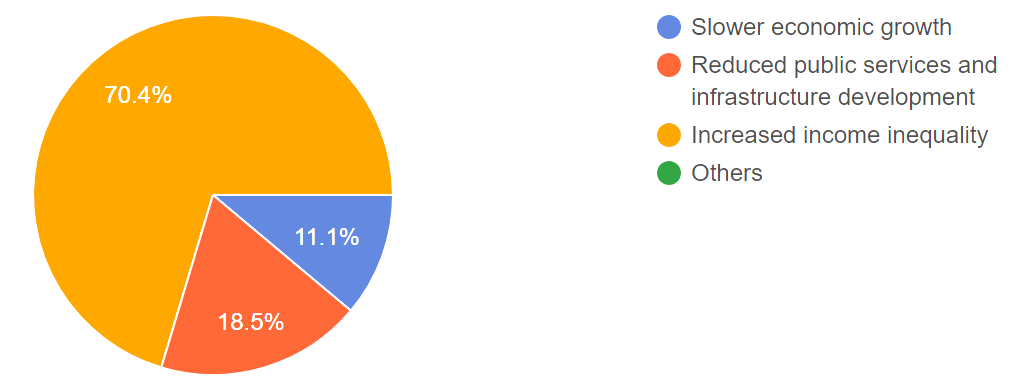 70.4%
11.1%
18.5%
Slower economic growth
Reduced public services and
infrastructure development
Increased income inequality
Others